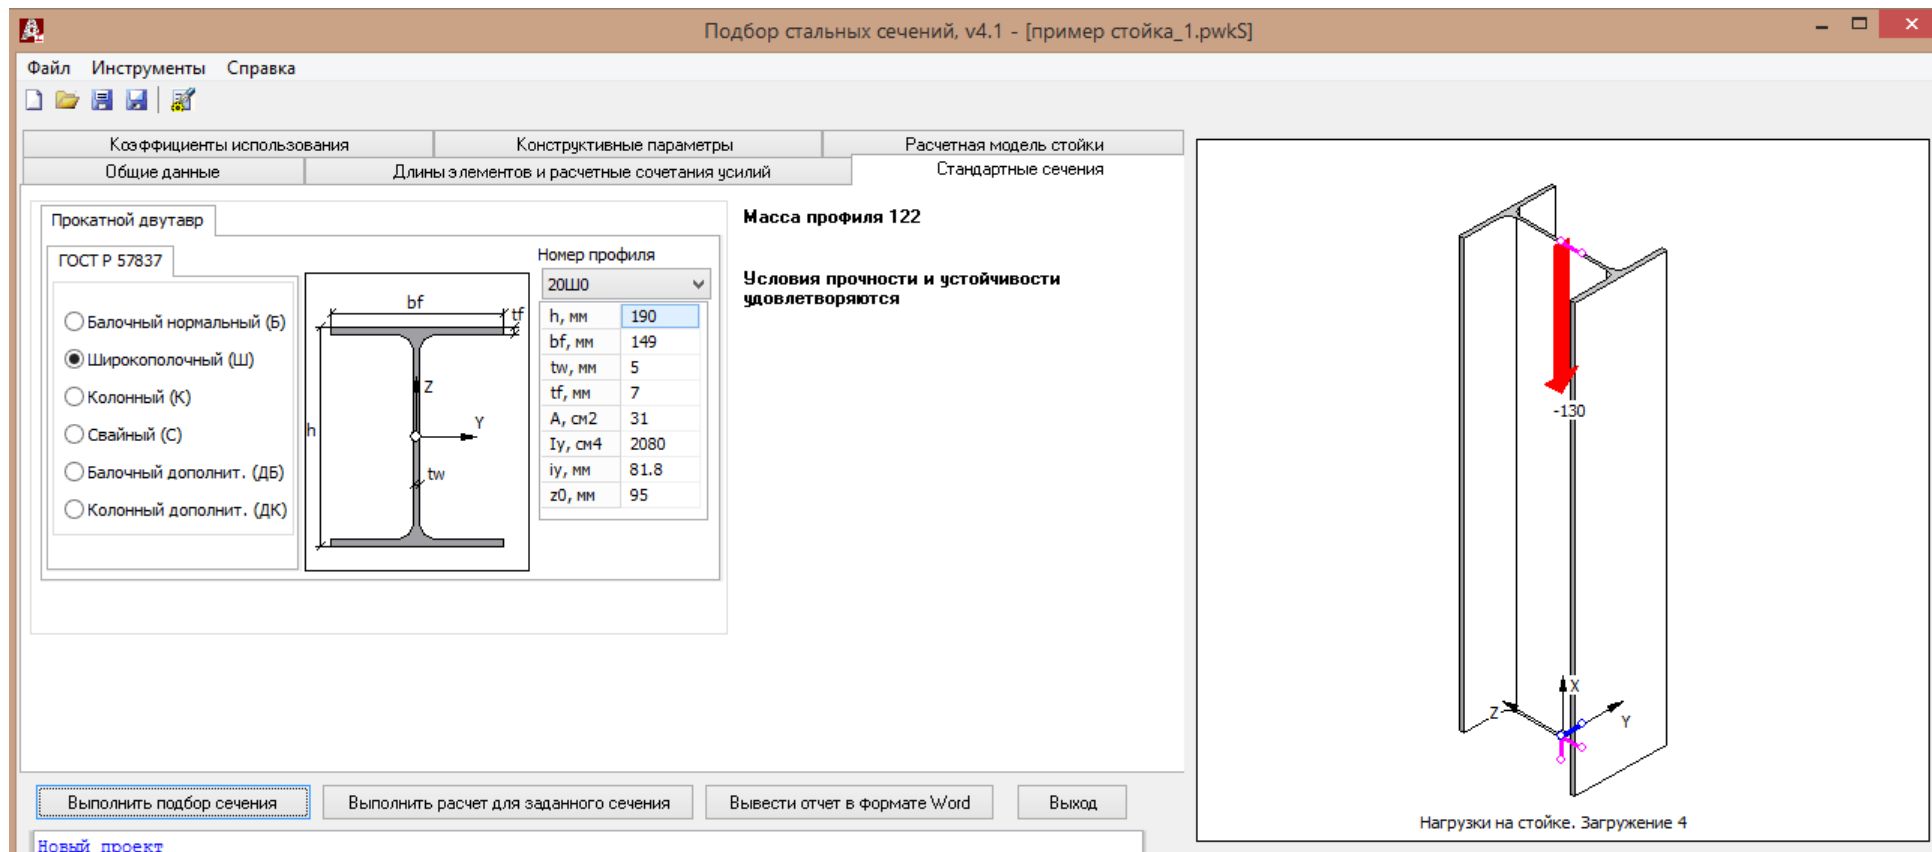 Подбор стальных сечений, v4.1 - [пример стойка_1.pwkS]
Файл Инструменты Справка
Коэффициенты использования Конструктивные параметры Расчетная модель стойки
Общие данные Длины элементов и расчетные сочетания усилий Стандартные сечения
Прокатной двутавр
ГОСТ Р 57837
Балочный нормальный (Б)
Широкополочный (Ш)
Колонный (К)
Свайный (С)
Балочный дополнит. (ДБ)
Колонный дополнит. (ДК)
bf
tf
Z
Y
h
tw
Номер профиля
20Ш0
h, мм 190
bf, мм 149
tw, мм 5
tf, мм 7
A, см2 31
Iy, см4 2080
iy, мм 81.8
z0, мм 95
Масса профиля 122
Условия прочности и устойчивости
удовлетворяются
-130
X
Z
Y
Нагрузки на стойке. Загружение 4
Выполнить подбор сечения Выполнить расчет для заданного сечения Вывести отчет в формате Word Выход
Новый проект